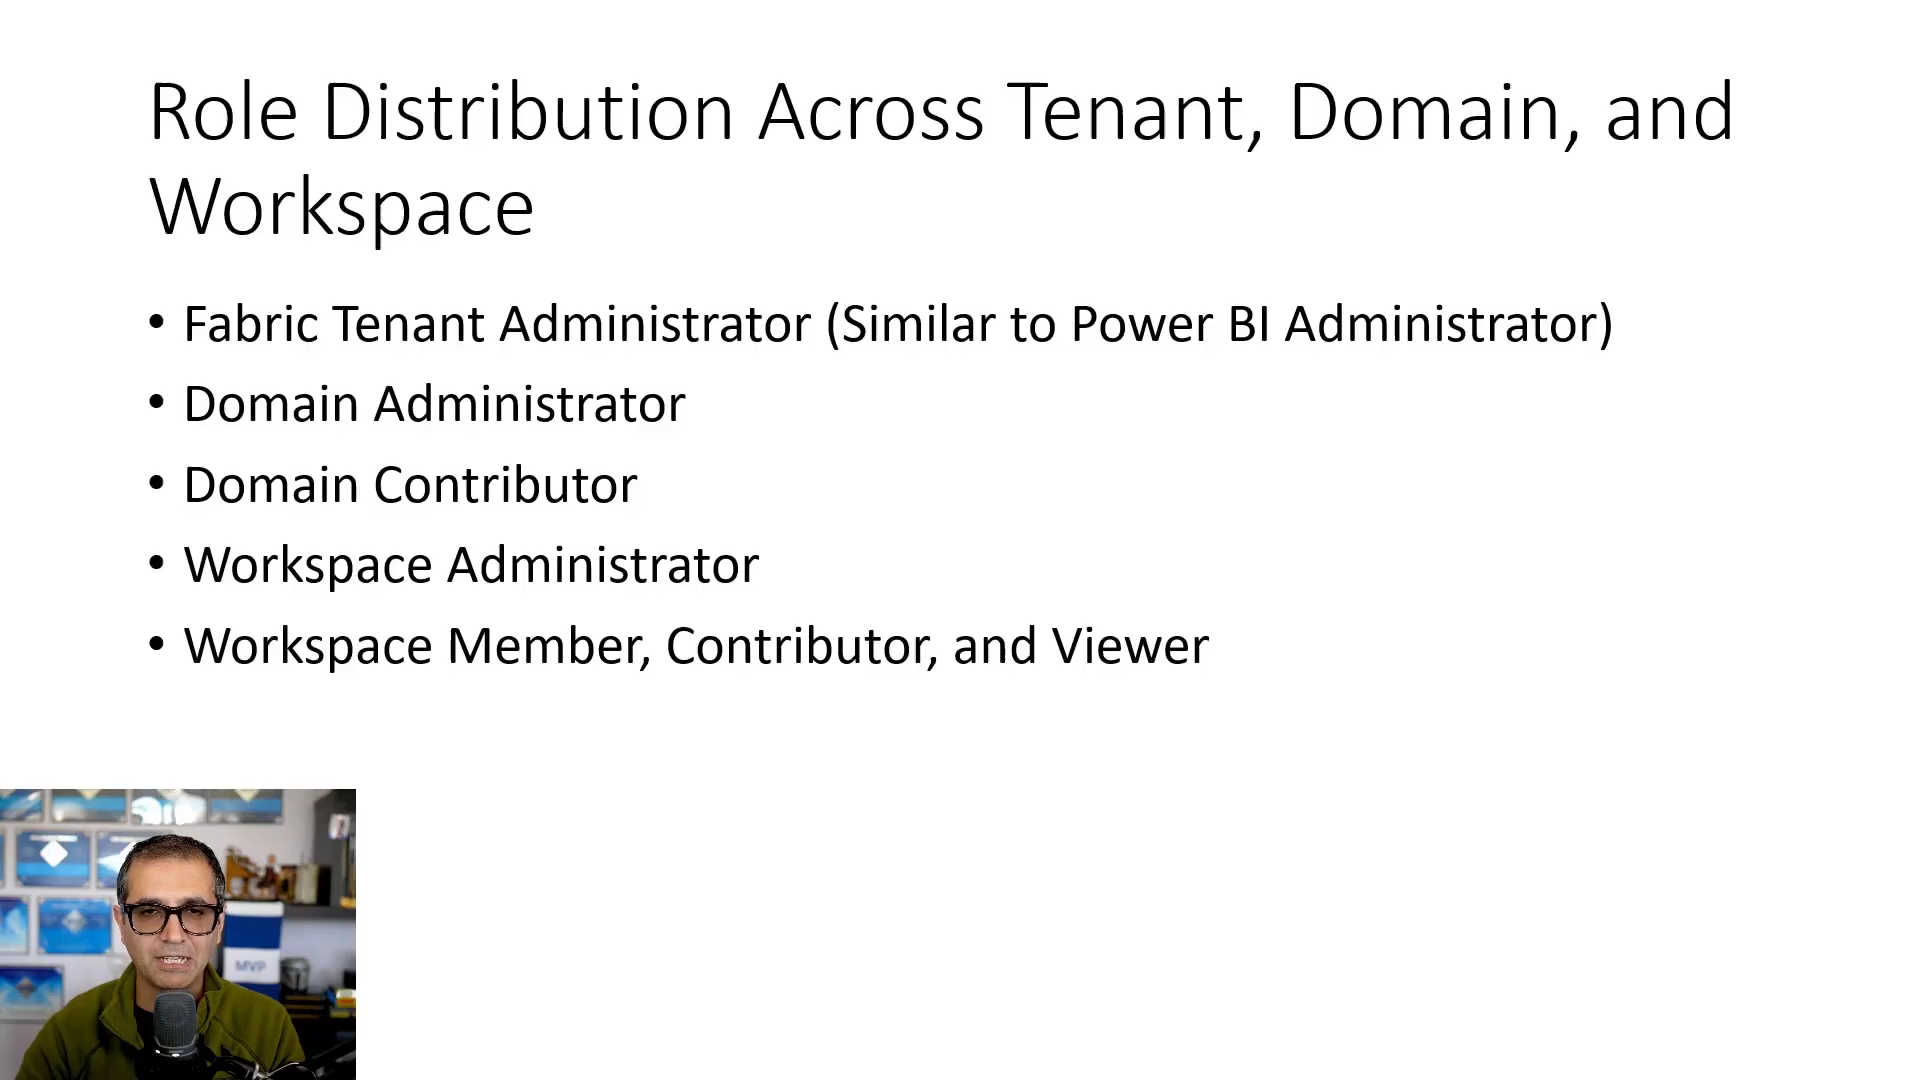 Role Distribution Across Tenant, Domain, and
Workspace
• Fabric Tenant Administrator (Similar to Power BI Administrator)
• Domain Administrator
• Domain Contributor
• Workspace Administrator
• Workspace Member, Contributor, and Viewer
MVP